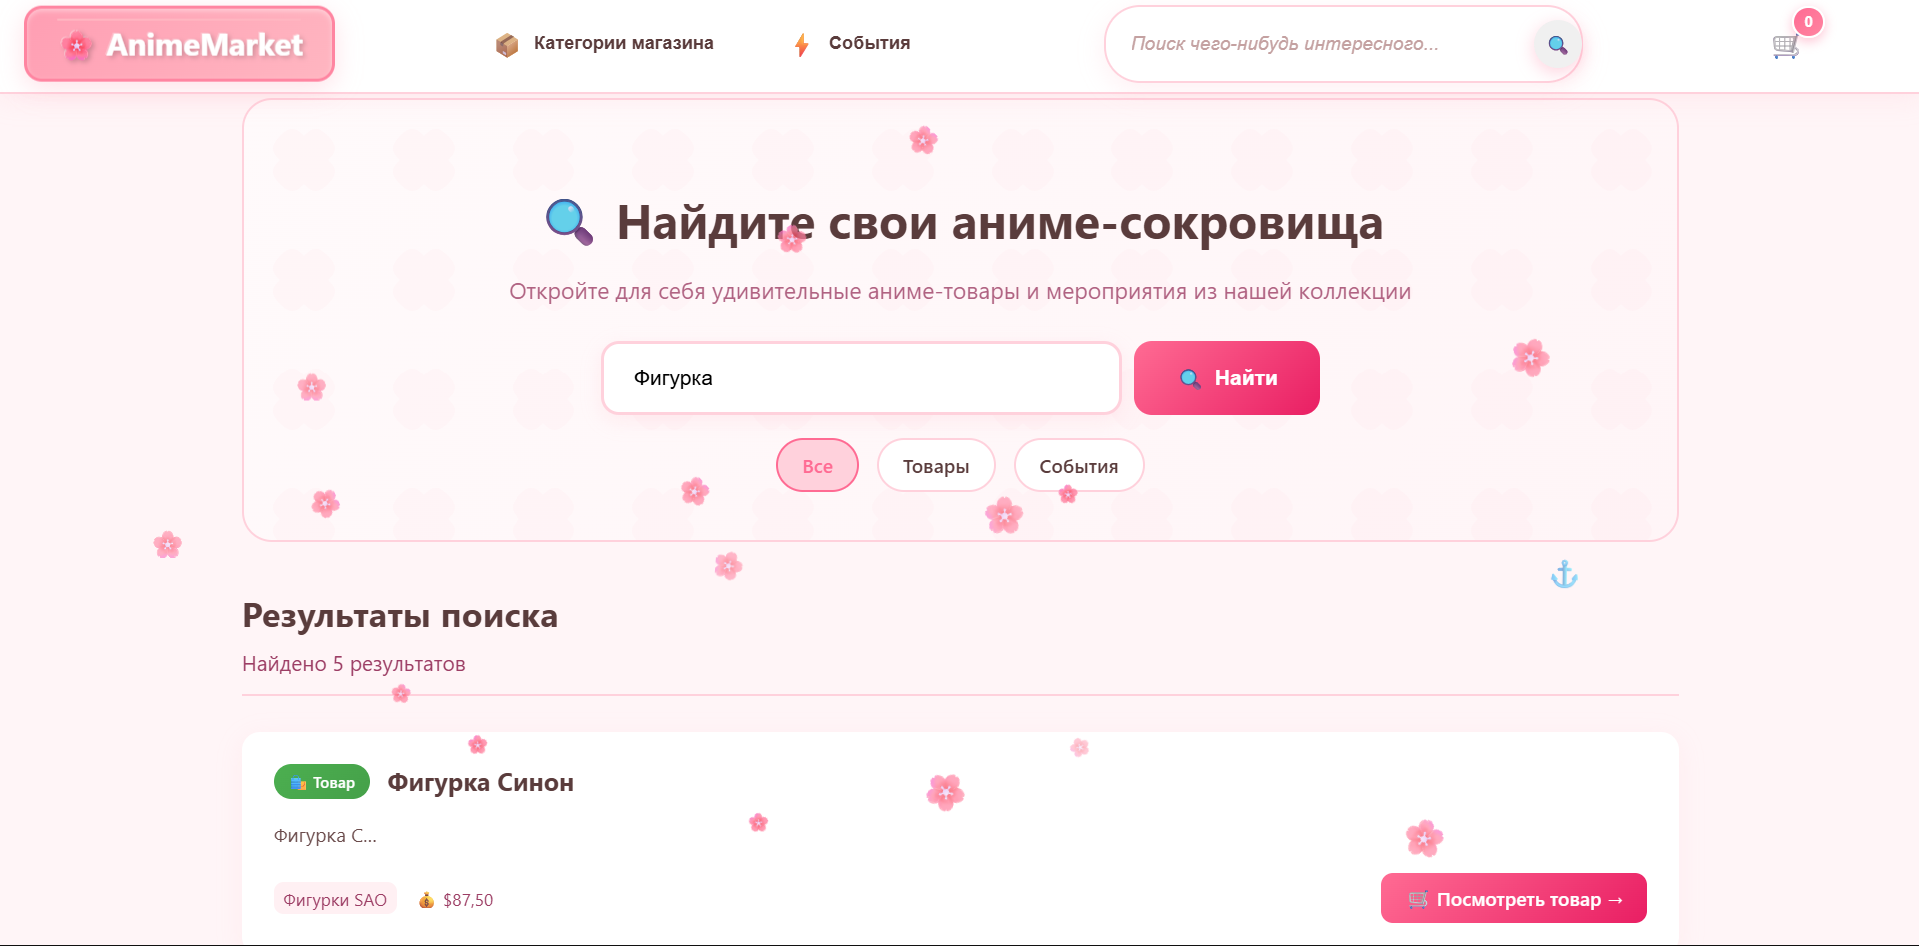 AnimeMarket
Категории магазина
События
Поиск чего-нибудь интересного...
0
Найдите свои аниме-сокровища
Откройте для себя удивительные аниме-товары и мероприятия из нашей коллекции
Фигурка
Найти
Все
Товары
События
Результаты поиска
Найдено 5 результатов
Товар
Фигурка Синон
Фигурка С...
Фигурки SAO
$87,50
Посмотреть товар →